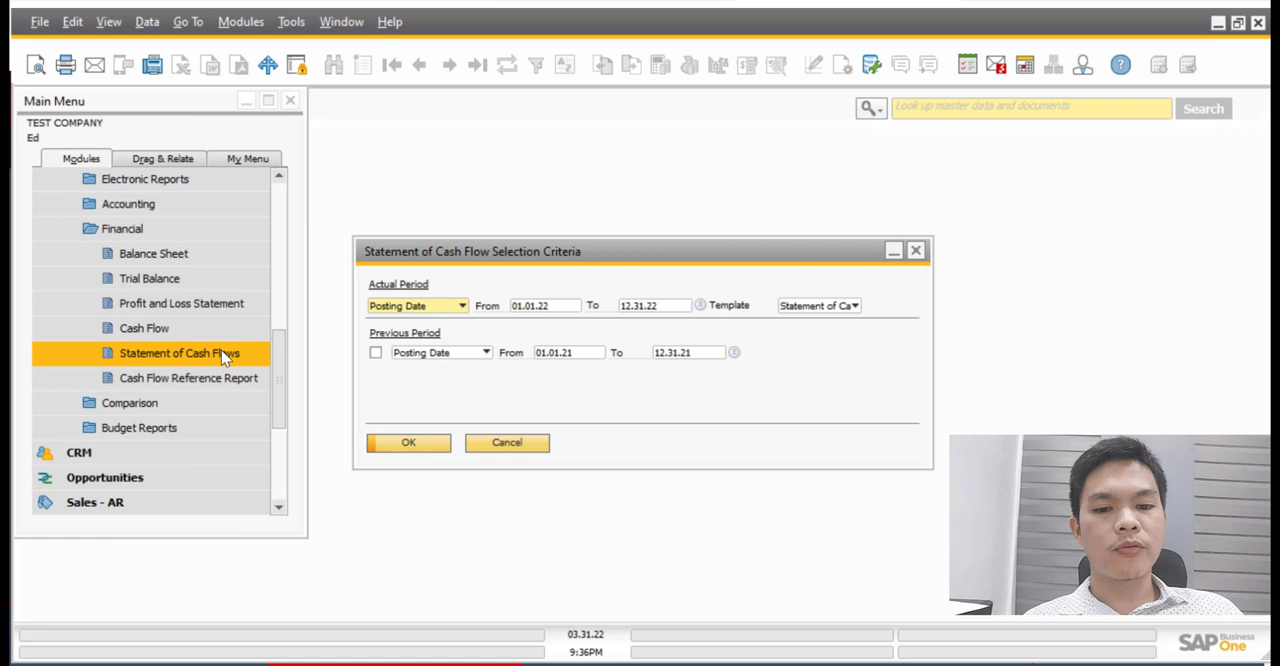 File Edit View Data Go To Modules Tools Window Help
Look up master data and documents
Search
Main Menu
TEST COMPANY
Ed
Modules Drag & Relate My Menu
Electronic Reports
Accounting
Financial
Balance Sheet
Trial Balance
Profit and Loss Statement
Cash Flow
Statement of Cash Flows
Cash Flow Reference Report
Comparison
Budget Reports
CRM
Opportunities
Sales - AR
Statement of Cash Flow Selection Criteria
Actual Period
Posting Date From 01.01.22 To 12.31.22 Template Statement of Ca
Previous Period
Posting Date From 01.01.21 To 12.31.21
OK Cancel
03.31.22
9:36PM
SAP Business One